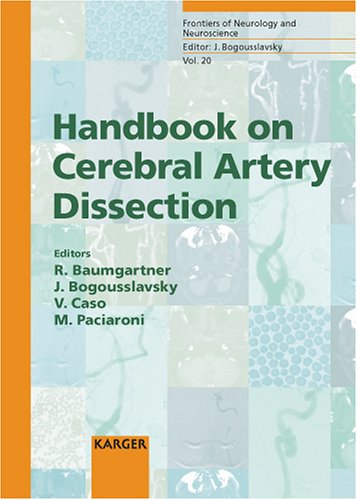 Frontiers of Neurology and
Neuroscience
Editor: J. Bogousslavsky
Vol. 20
Handbook on
Cerebral Artery
Dissection
Editors
R. Baumgartner
J. Bogousslavsky
V. Caso
M. Paciaroni
KARGER